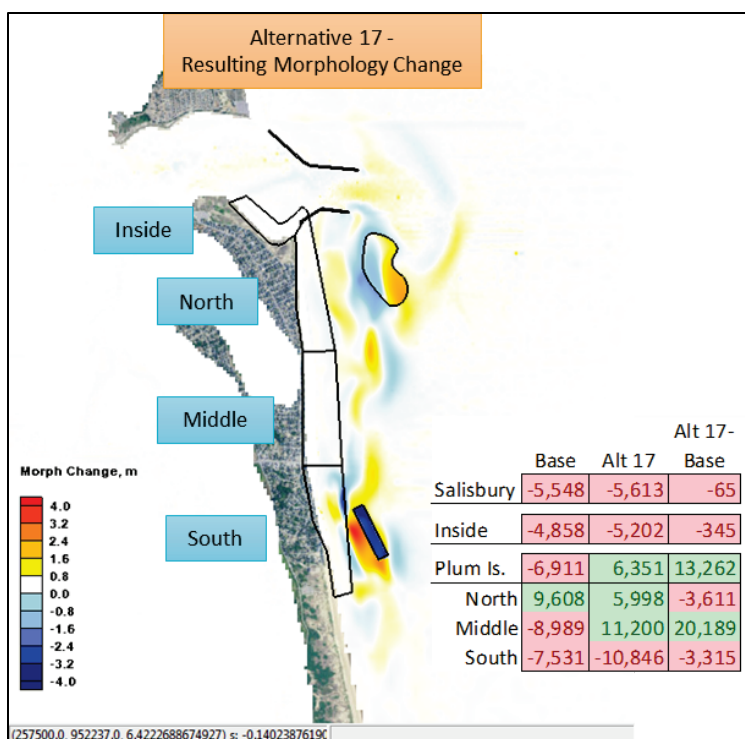 Alternative 17 -
Resulting Morphology Change
Inside
North
Middle
South
Morph Change, m
4.0
3.2
2.4
1.6
0.8
0.0
-0.8
-1.6
-2.4
-3.2
-4.0
Alt 17-
Base Alt 17 Base
Salisbury -5,548 -5,613 -65
Inside -4,858 -5,202 -345
Plum Is. -6,911 6,351 13,262
North 9,608 5,998 -3,611
Middle -8,989 11,200 20,189
South -7,531 -10,846 -3,315
(257500.0, 952237.0, 6.4222688674927) s: -0.1402387619